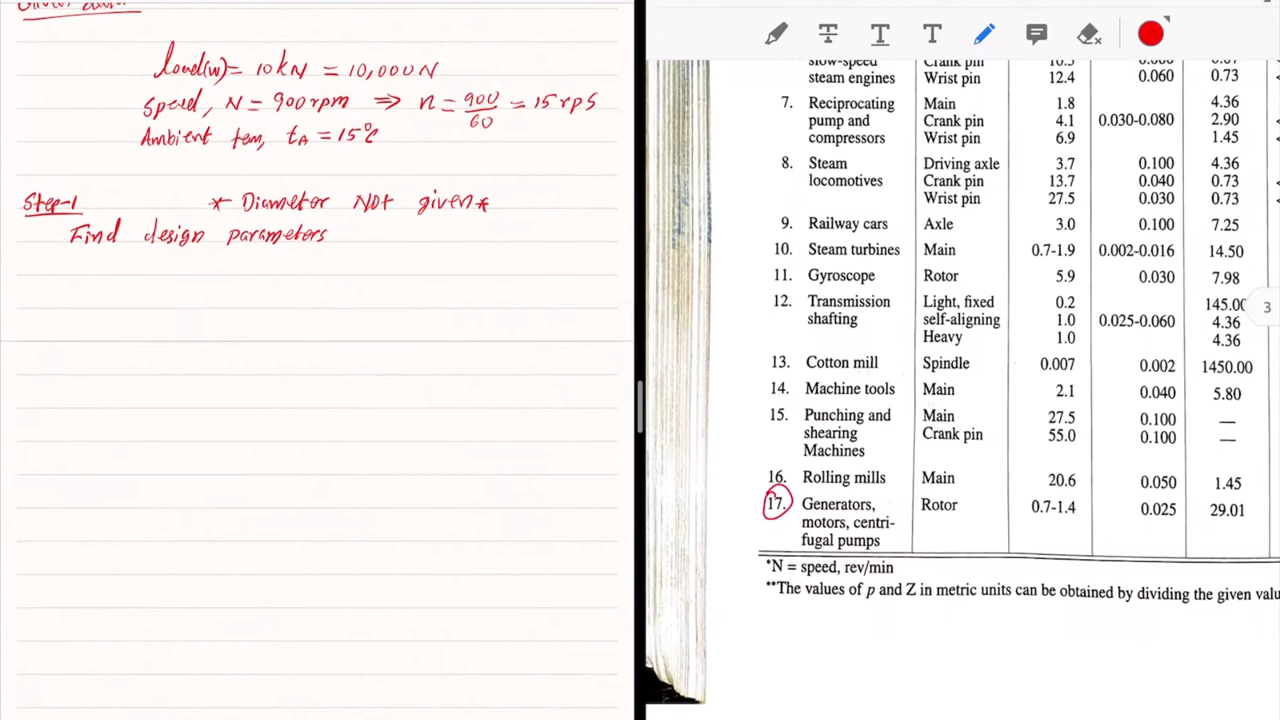 load(w) = 10kN = 10,000N
Speed, N = 900rpm ⇒ n = 900/60 = 15 rps
Ambient tem, tA = 15°C
Step-1 * Diameter Not given*
Find design parameters
slow-speed Crank pin 10.5
steam engines Wrist pin 12.4 0.060 0.73
7. Reciprocating Main 1.8 4.36
pump and Crank pin 4.1 0.030-0.080 2.90
compressors Wrist pin 6.9 1.45
8. Steam Driving axle 3.7 0.100 4.36
locomotives Crank pin 13.7 0.040 0.73
Wrist pin 27.5 0.030 0.73
9. Railway cars Axle 3.0 0.100 7.25
10. Steam turbines Main 0.7-1.9 0.002-0.016 14.50
11. Gyroscope Rotor 5.9 0.030 7.98
12. Transmission Light, fixed 0.2 145.00
shafting self-aligning 1.0 0.025-0.060 4.36
Heavy 1.0 4.36
3
13. Cotton mill Spindle 0.007 0.002 1450.00
14. Machine tools Main 2.1 0.040 5.80
15. Punching and Main 27.5 0.100 —
shearing Crank pin 55.0 0.100 —
Machines
16. Rolling mills Main 20.6 0.050 1.45
17. Generators, Rotor 0.7-1.4 0.025 29.01
motors, centri-
fugal pumps
*N = speed, rev/min
**The values of p and Z in metric units can be obtained by dividing the given valu